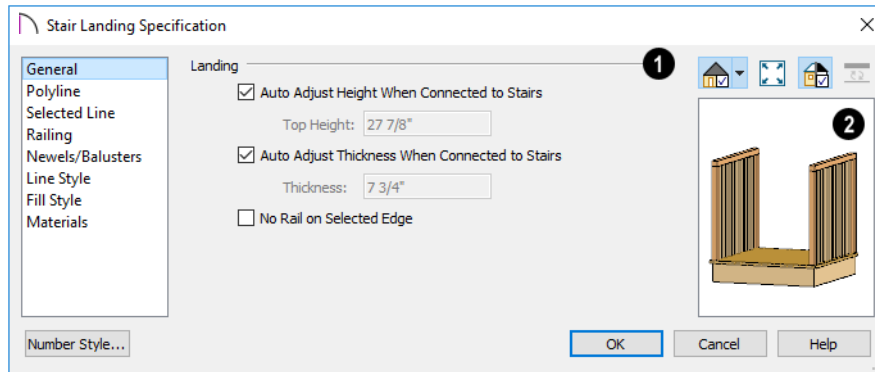 Stair Landing Specification
General
Polyline
Selected Line
Railing
Newels/Balusters
Line Style
Fill Style
Materials
Landing
1
Auto Adjust Height When Connected to Stairs
Top Height: 27 7/8"
Auto Adjust Thickness When Connected to Stairs
Thickness: 7 3/4"
No Rail on Selected Edge
2
Number Style...
OK
Cancel
Help